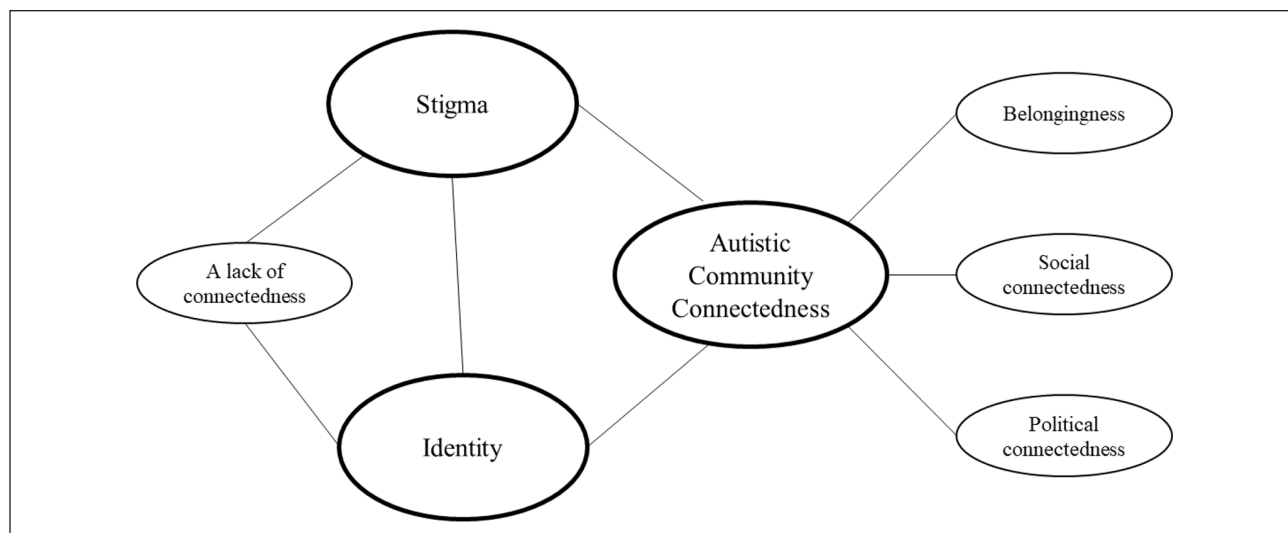 Stigma
Belongingness
A lack of
connectedness
Autistic
Community
Connectedness
Social
connectedness
Identity
Political
connectedness